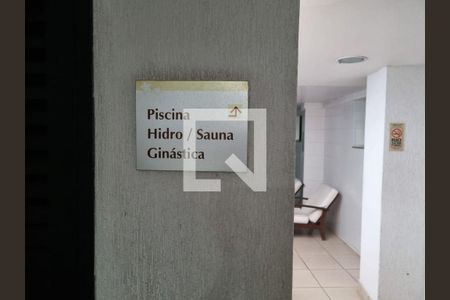 Piscina
Hidro / Sauna
Ginástica